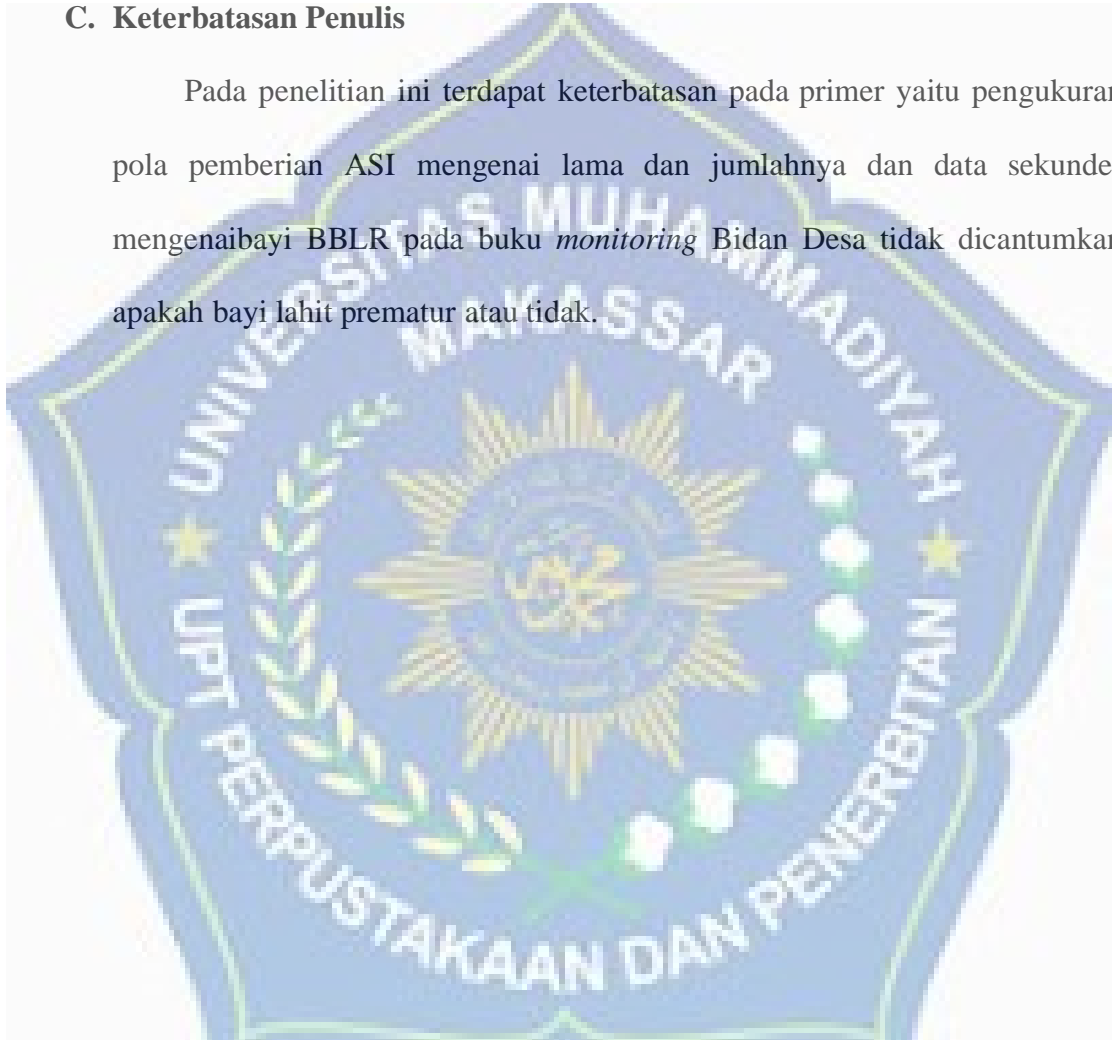 C. Keterbatasan Penulis
Pada penelitian ini terdapat keterbatasan pada primer yaitu pengukuran
pola pemberian ASI mengenai lama dan jumlahnya dan data sekunde
mengenaibayi BBLR pada buku monitoring Bidan Desa tidak dicantumkan
apakah bayi lahit prematur atau tidak.
UNIVERSITAS MUHAMMADIYAH
MAKASSAR
UPT PERPUSTAKAAN DAN PENERBITAN